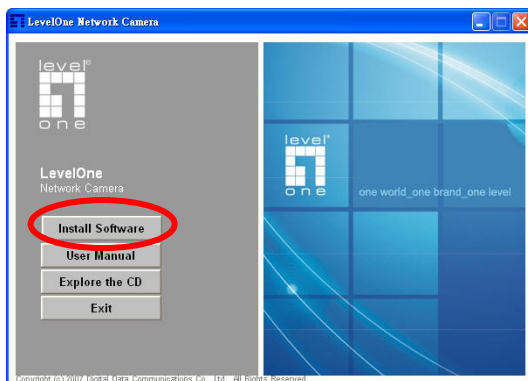 LevelOne Network Camera
level®
one
level®
one
one world_one brand_one level
LevelOne
Network Camera
Install Software
User Manual
Explore the CD
Exit
Copyright (c) 2007 Digital Data Communications Co., Ltd. All Rights Reserved.